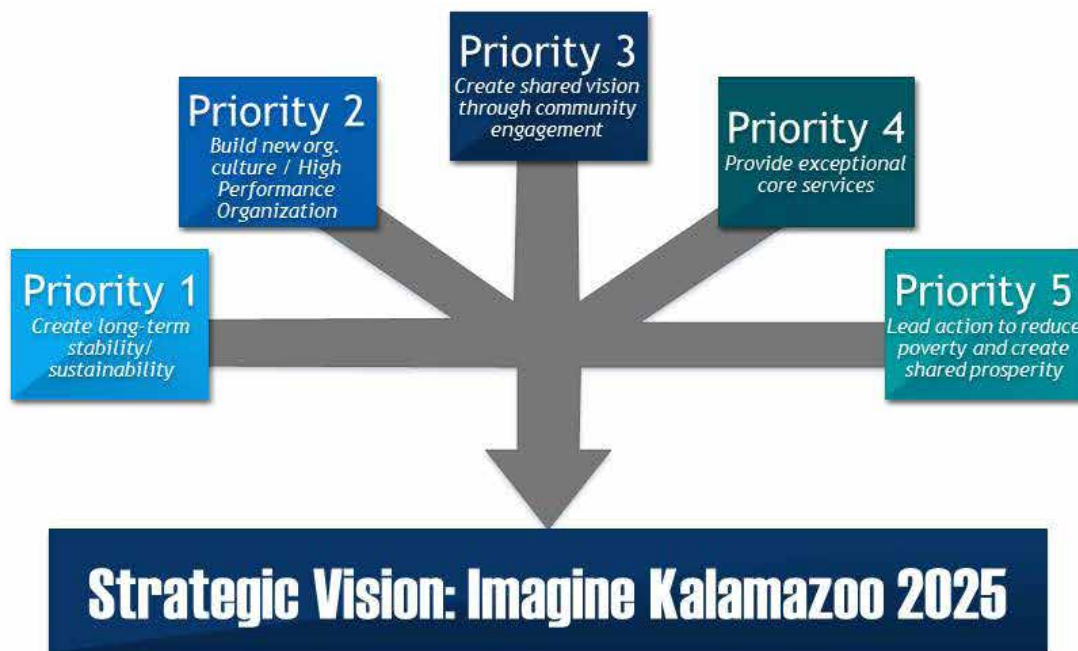 Priority 1
Create long-term
stability/
sustainability
Priority 2
Build new org.
culture / High
Performance
Organization
Priority 3
Create shared vision
through community
engagement
Priority 4
Provide exceptional
core services
Priority 5
Lead action to reduce
poverty and create
shared prosperity
Strategic Vision: Imagine Kalamazoo 2025